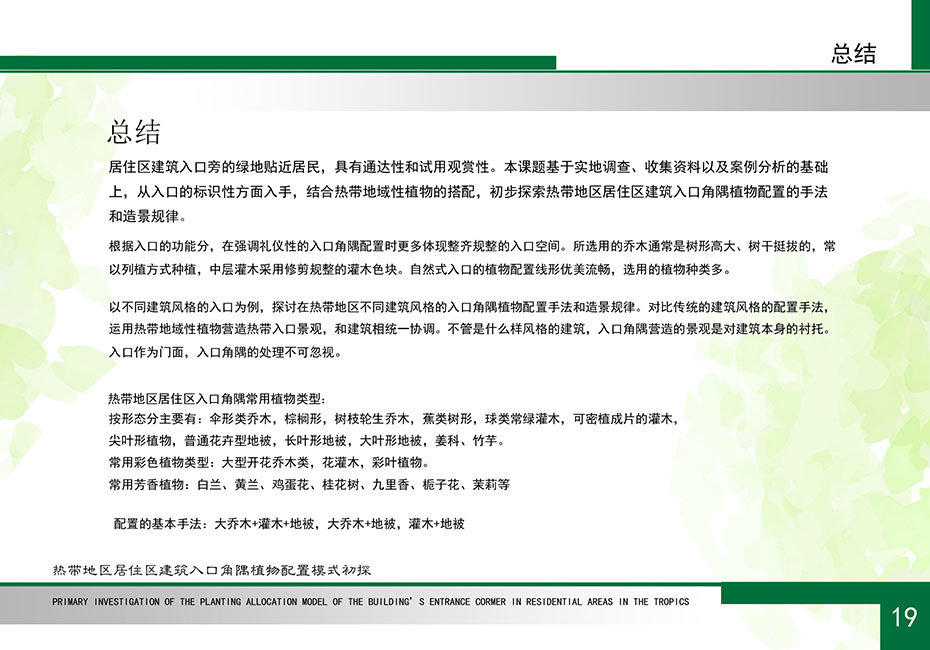 总结
总结
居住区建筑入口旁的绿地贴近居民，具有通达性和试用观赏性。本课题基于实地调查、收集资料以及案例分析的基础
上，从入口的标识性方面入手，结合热带地域性植物的搭配，初步探索热带地区居住区建筑入口角隅植物配置的手法
和造景规律。
根据入口的功能分，在强调礼仪性的入口角隅配置时更多体现整齐规整的入口空间。所选用的乔木通常是树形高大、树干挺拔的，常
以列植方式种植，中层灌木采用修剪规整的灌木色块。自然式入口的植物配置线形优美流畅，选用的植物种类多。
以不同建筑风格的入口为例，探讨在热带地区不同建筑风格的入口角隅植物配置手法和造景规律。对比传统的建筑风格的配置手法，
运用热带地域性植物营造热带入口景观，和建筑相统一协调。不管是什么样风格的建筑，入口角隅营造的景观是对建筑本身的衬托。
入口作为门面，入口角隅的处理不可忽视。
热带地区居住区入口角隅常用植物类型：
按形态分主要有：伞形类乔木，棕榈形，树枝轮生乔木，蕉类树形，球类常绿灌木，可密植成片的灌木，
尖叶形植物，普通花卉型地被，长叶形地被，大叶形地被，姜科、竹芋。
常用彩色植物类型：大型开花乔木类，花灌木，彩叶植物。
常用芳香植物：白兰、黄兰、鸡蛋花、桂花树、九里香、栀子花、茉莉等
配置的基本手法：大乔木+灌木+地被，大乔木+地被，灌木+地被
热带地区居住区建筑入口角隅植物配置模式初探
PRIMARY INVESTIGATION OF THE PLANTING ALLOCATION MODEL OF THE BUILDING'S ENTRANCE CORMER IN RESIDENTIAL AREAS IN THE TROPICS
19